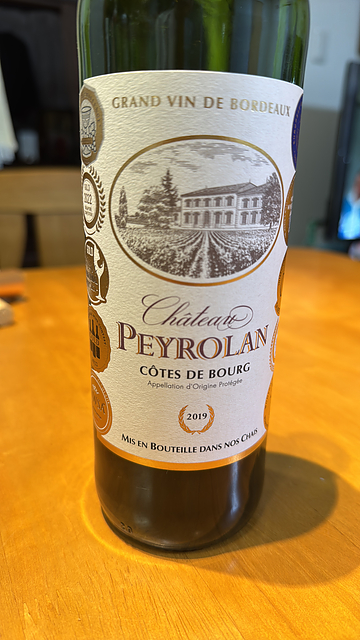 GRAND VIN DE BORDEAUX
Château
PEYROLAN
CÔTES DE BOURG
Appellation d'Origine Protégée
2019
MIS EN BOUTEILLE DANS NOS CHAIS